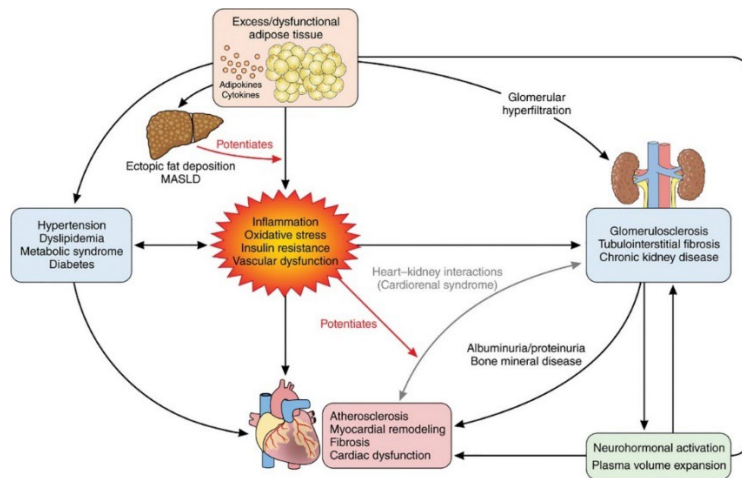 Excess/dysfunctional
adipose tissue
Adipokines
Cytokines
Glomerular
hyperfiltration
Potentiates
Ectopic fat deposition
MASLD
Hypertension
Dyslipidemia
Metabolic syndrome
Diabetes
Inflammation
Oxidative stress
Insulin resistance
Vascular dysfunction
Glomerulosclerosis
Tubulointerstitial fibrosis
Chronic kidney disease
Heart–kidney interactions
(Cardiorenal syndrome)
Potentiates
Albuminuria/proteinuria
Bone mineral disease
Atherosclerosis
Myocardial remodeling
Fibrosis
Cardiac dysfunction
Neurohormonal activation
Plasma volume expansion